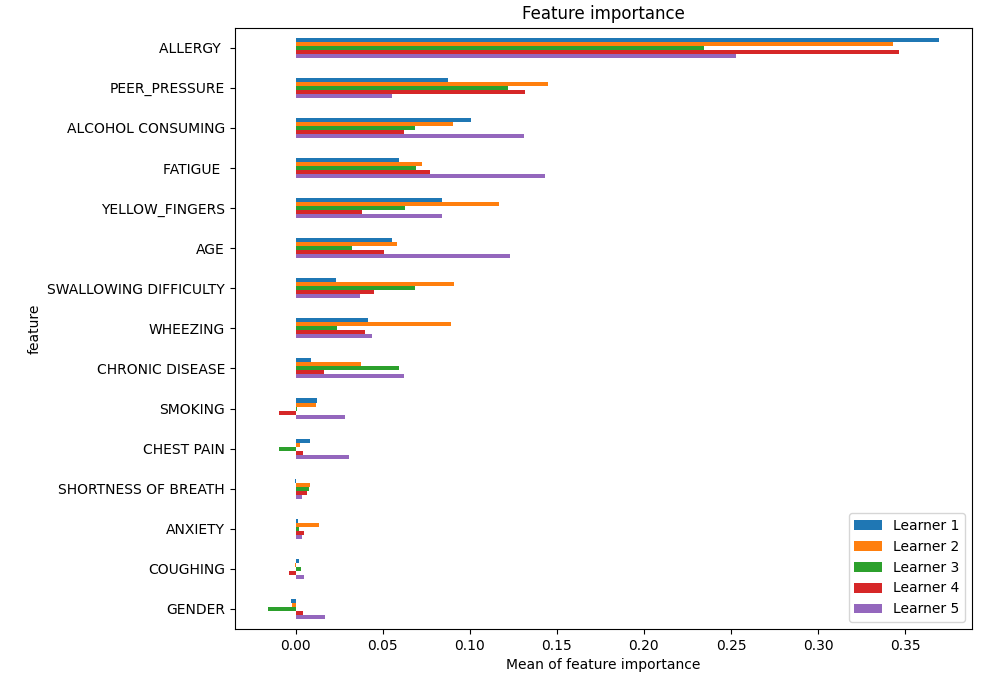 Feature importance
ALLERGY
PEER_PRESSURE
ALCOHOL CONSUMING
FATIGUE
YELLOW_FINGERS
AGE
SWALLOWING DIFFICULTY
WHEEZING
CHRONIC DISEASE
SMOKING
CHEST PAIN
SHORTNESS OF BREATH
ANXIETY
COUGHING
GENDER
feature
Learner 1
Learner 2
Learner 3
Learner 4
Learner 5
0.00 0.05 0.10 0.15 0.20 0.25 0.30 0.35
Mean of feature importance